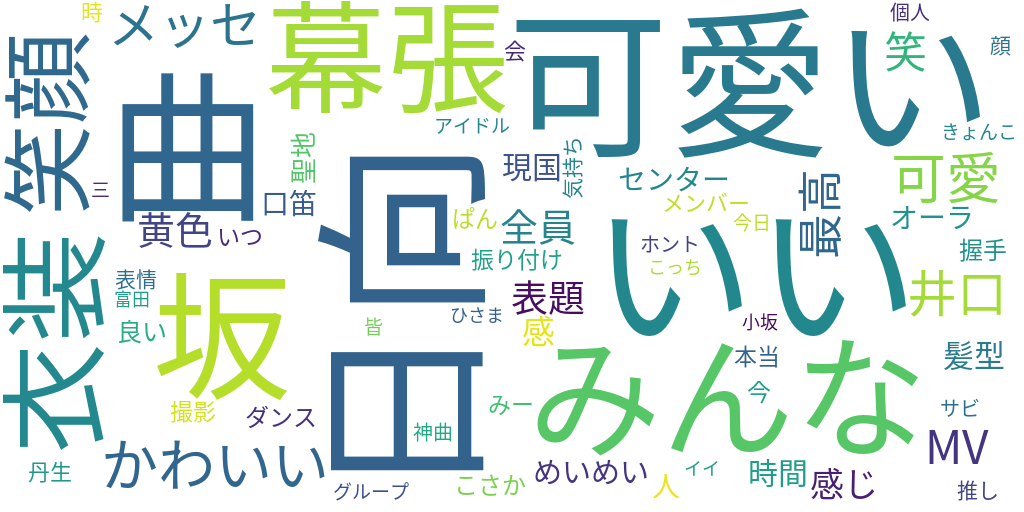 時
メッセ
幕張
会
可愛い
個人
笑
顔
笑顔
曲
アイドル
きょんこ
聖地
三
口笛
現国
気持ち
センター
メンバー
今日
最高
可愛
オーラ
黄色
いつ
向
ぱん
全員
振り付け
ホント
こっち
いい
握手
衣装
表情
富田
良い
坂
ひさま
皆
表題
感
小坂
井口
日
みんな
本当
今
髪型
撮影
ダンス
神曲
みー
サビ
かわいい
丹生
グループ
こさか
めいめい
人
イイ
時間
感じ
MV
推し